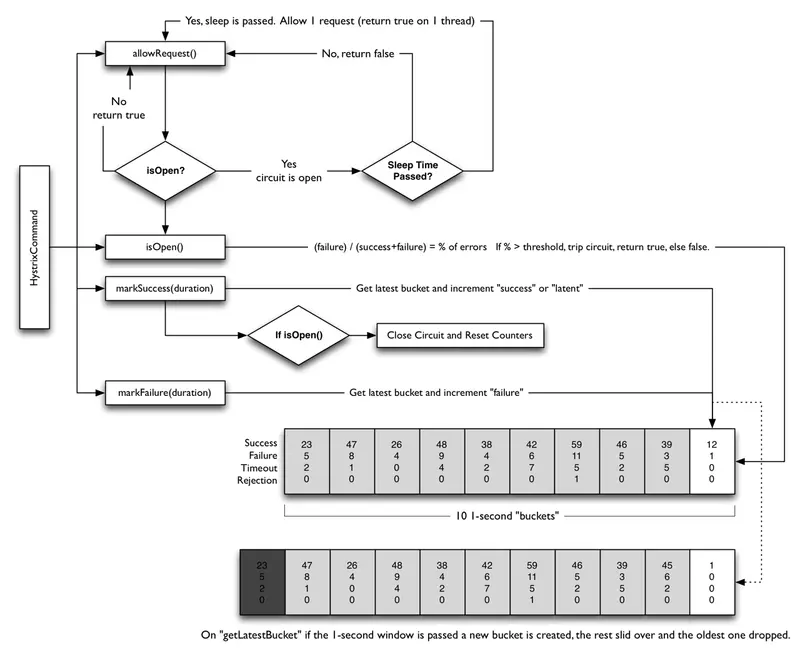 Yes, sleep is passed. Allow 1 request (return true on 1 thread)
allowRequest()
No, return false
No
return true
isOpen?
Yes
circuit is open
Sleep Time
Passed?
HystrixCommand
isOpen()
(failure) / (success+failure) = % of errors If % > threshold, trip circuit, return true, else false.
markSuccess(duration)
Get latest bucket and increment "success" or "latent"
If isOpen()
Close Circuit and Reset Counters
markFailure(duration)
Get latest bucket and increment "failure"
Success 23 47 26 48 38 42 59 46 39 12
Failure 5 8 4 9 4 6 11 5 3 1
Timeout 2 1 0 4 2 7 5 2 5 0
Rejection 0 0 0 0 0 0 1 0 0 0
10 1-second "buckets"
23 47 26 48 38 42 59 46 39 45 1
5 8 4 9 4 6 11 5 3 6 0
2 1 0 4 2 7 5 2 5 2 0
0 0 0 0 0 0 1 0 0 0 0
On "getLatestBucket" if the 1-second window is passed a new bucket is created, the rest slid over and the oldest one dropped.